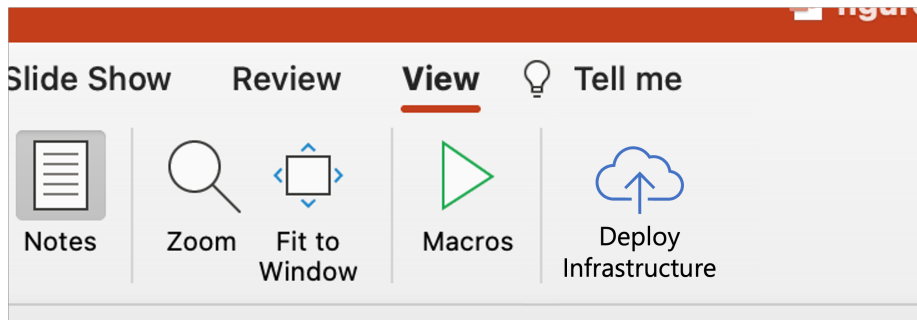 Slide Show
Review
View
Tell me
Notes
Zoom
Fit to
Window
Macros
Deploy
Infrastructure